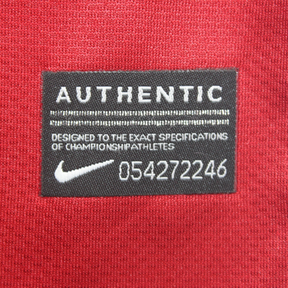 AUTHENTIC
DESIGNED TO THE EXACT SPECIFICATIONS
OF CHAMPIONSHIPATHLETES
054272246